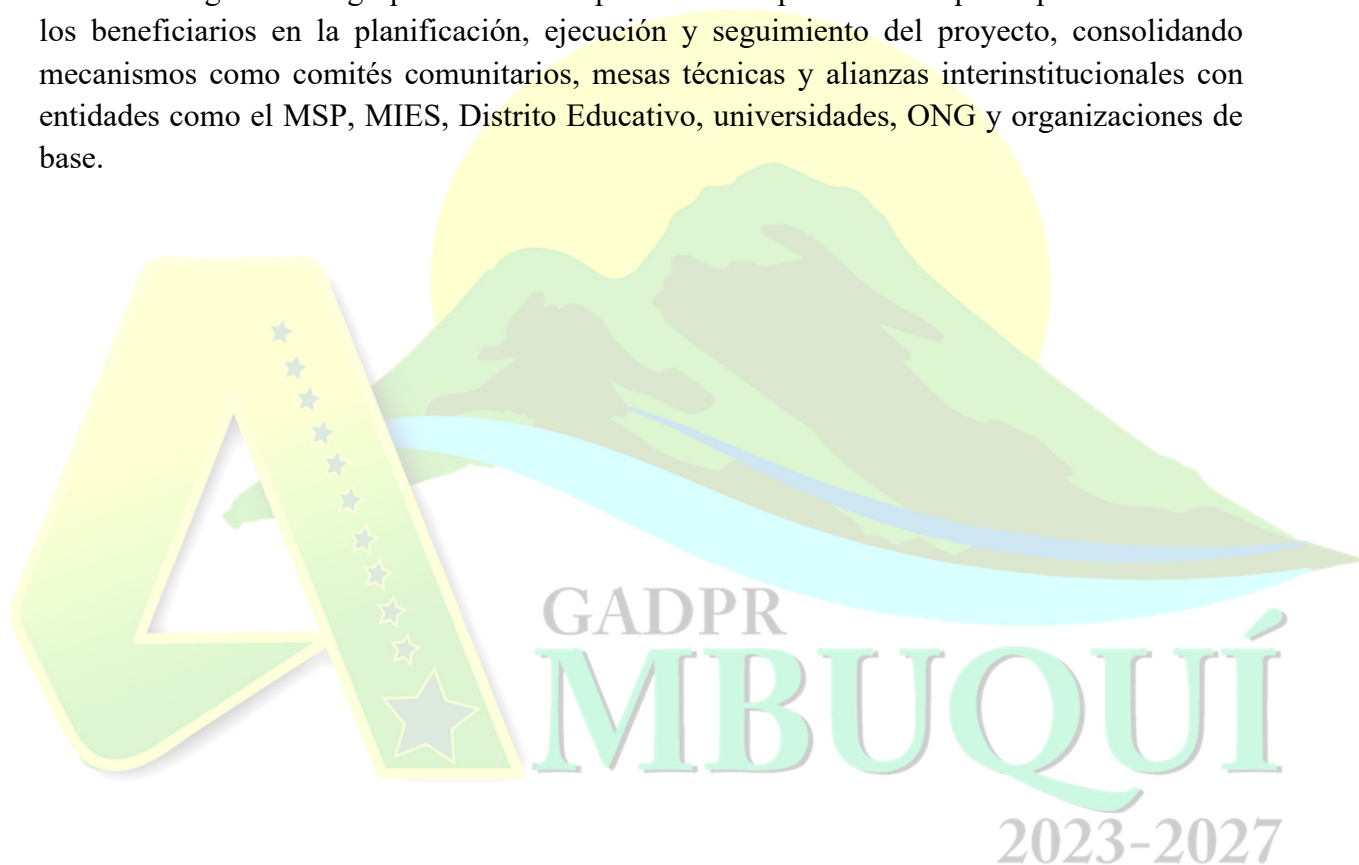 los beneficiarios en la planificación, ejecución y seguimiento del proyecto, consolidando
mecanismos como comités comunitarios, mesas técnicas y alianzas interinstitucionales con
entidades como el MSP, MIES, Distrito Educativo, universidades, ONG y organizaciones de
base.
GADPR
AMBUQUÍ
2023-2027